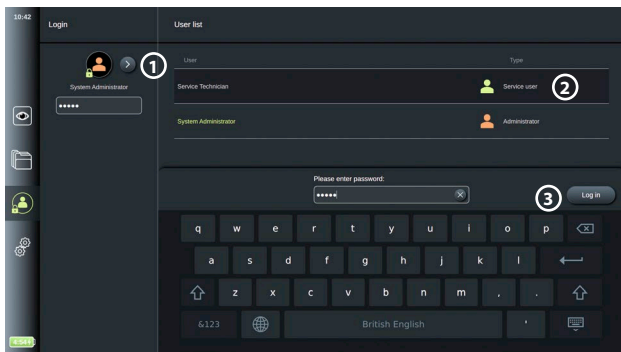 10:42
Login
User list
1
User
Type
Service Technician
Service user
2
System Administrator
•••••
System Administrator
Administrator
Please enter password:
•••••
3
Log in
q w e r t y u i o p
a s d f g h j k l
z x c v b n m , .
&123
British English
'
4:54+